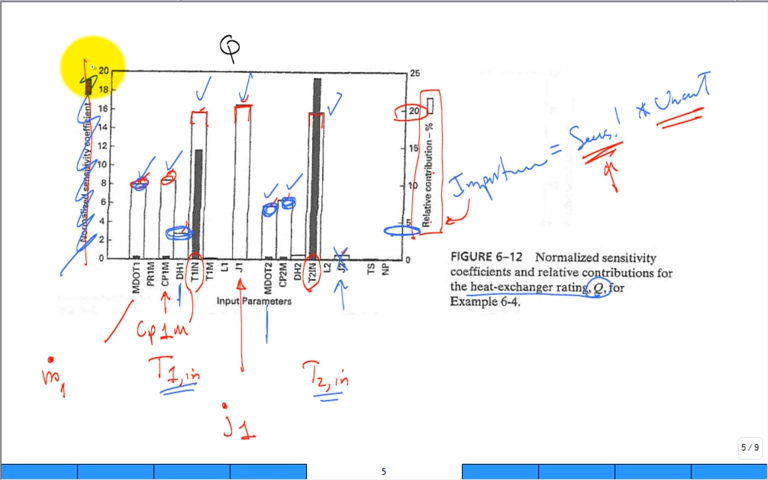 Q
20
18
16
14
12
10
8
6
4
2
0
Normalized sensitivity coefficient
25
20
15
10
5
0
Relative contribution - %
MDOT1
PR1M
CP1M
DH1
T1IN
T1M
L1
J1
MDOT2
CP2M
DH2
T2IN
L2
TS
NP
Input Parameters
= Sens.! * Uncert
FIGURE 6-12 Normalized sensitivity
coefficients and relative contributions for
the heat-exchanger rating, Q, for
Example 6-4.
Cp1M
ṁ1
T1,in
T2,in
j1
5 / 9
5